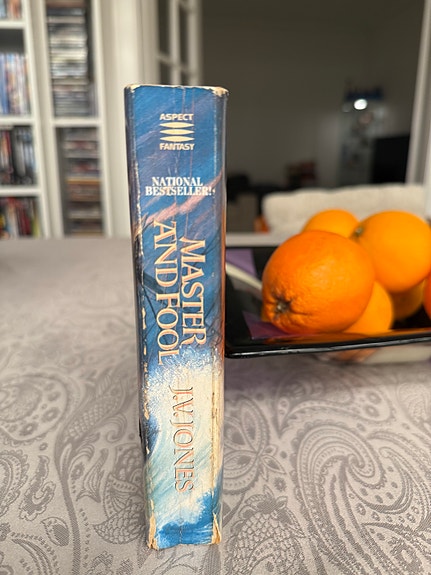 ASPECT
FANTASY
NATIONAL
BESTSELLER!
MASTER
AND FOOL
J.V. JONES